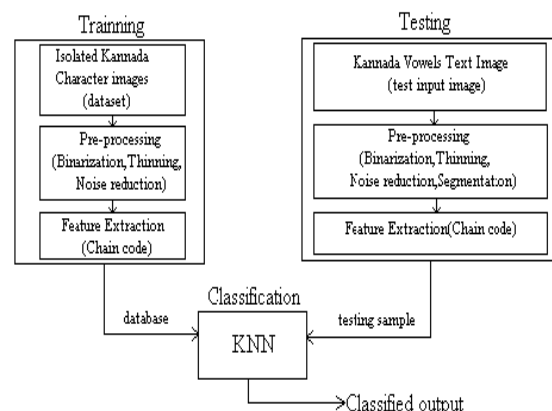 Trainning
Isolated Kannada
Character images
(dataset)
Pre-processing
(Binarization,Thinning,
Noise reduction)
Feature Extraction
(Chain code)
Testing
Kannada Vowels Text Image
(test input image)
Pre-processing
(Binarization,Thinning,
Noise reduction,Segmentation)
Feature Extraction(Chain code)
Classification
database
KNN
testing sample
Classified output